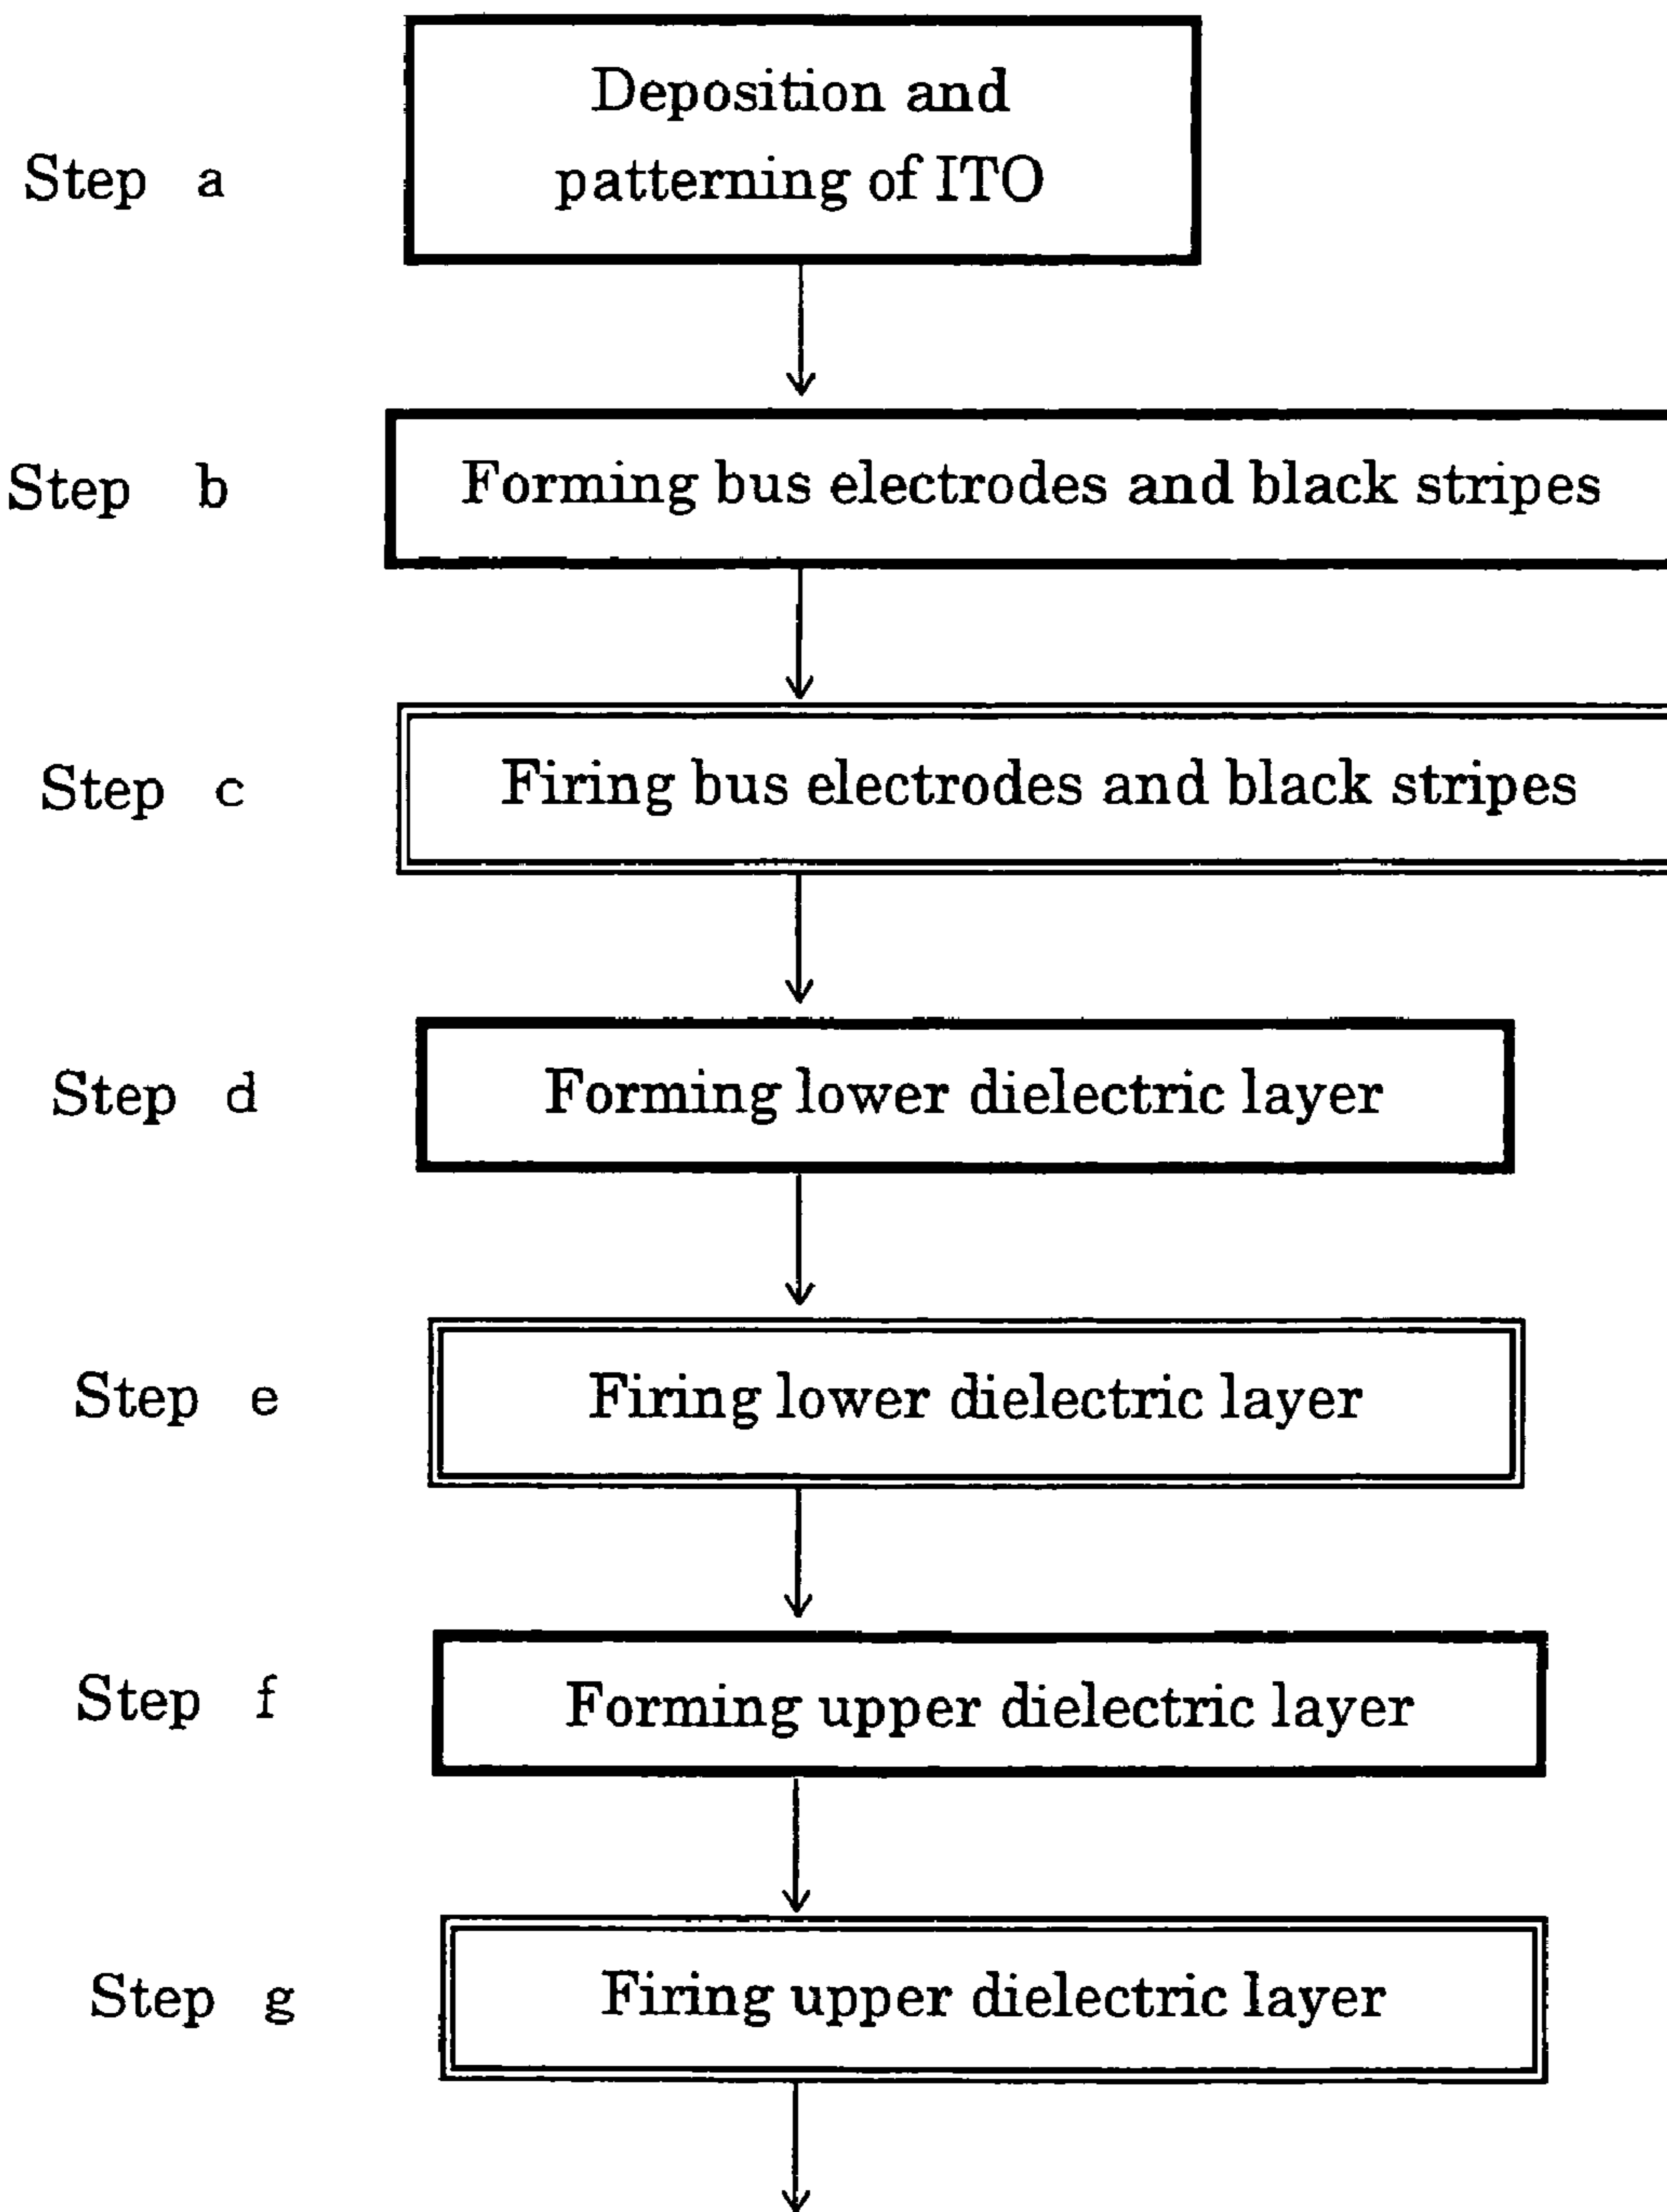 Deposition and
Step a
patterning of ITO
Step b
Forming bus electrodes and black stripes
Step c
Firing bus electrodes and black stripes
Step d
Forming lower dielectric layer
Step e
Firing lower dielectric layer
Step f
Forming upper dielectric layer
Step g
Firing upper dielectric layer